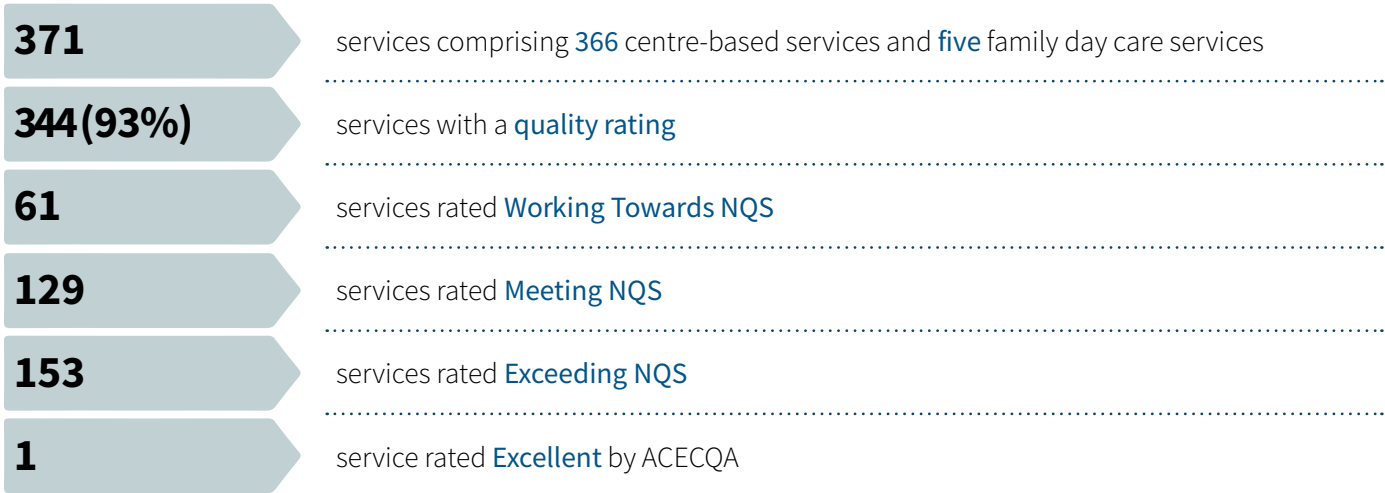 371 services comprising 366 centre-based services and five family day care services
344 (93%) services with a quality rating
61 services rated Working Towards NQS
129 services rated Meeting NQS
153 services rated Exceeding NQS
1 service rated Excellent by ACECQA